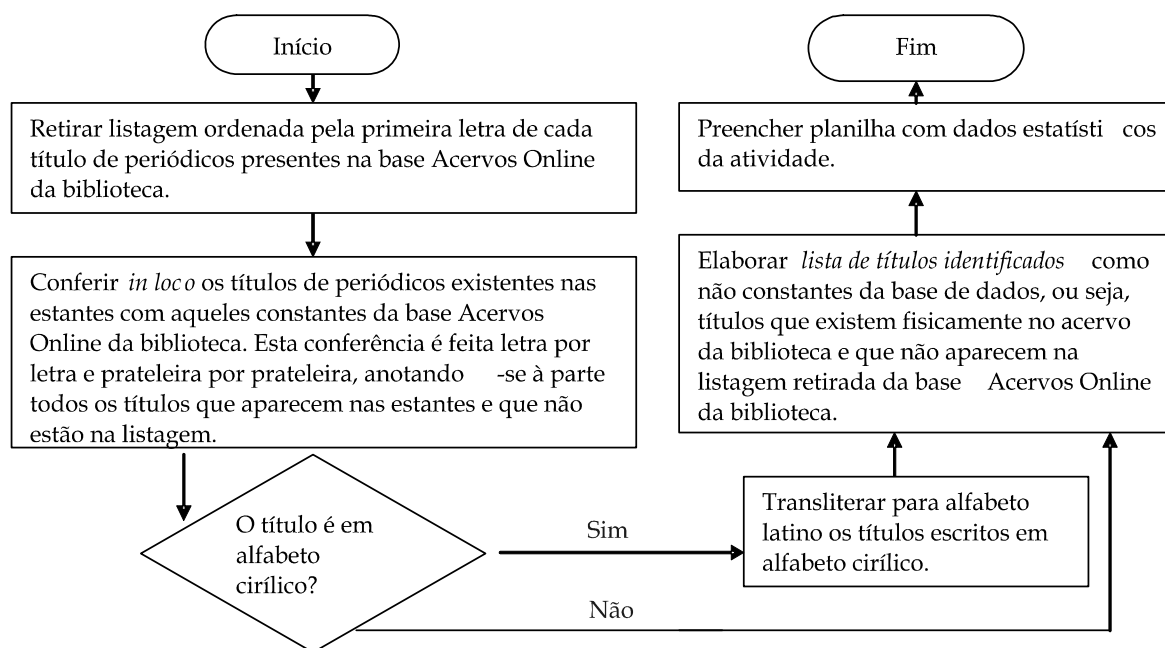 Início
Retirar listagem ordenada pela primeira letra de cada
título de periódicos presentes na base Acervos Online
da biblioteca.
Conferir in loco os títulos de periódicos existentes nas
estantes com aqueles constantes da base Acervos
Online da biblioteca. Esta conferência é feita letra por
letra e prateleira por prateleira, anotando -se à parte
todos os títulos que aparecem nas estantes e que não
estão na listagem.
O título é em
alfabeto
cirílico?
Sim
Não
Transliterar para alfabeto
latino os títulos escritos em
alfabeto cirílico.
Elaborar lista de títulos identificados como
não constantes da base de dados, ou seja,
títulos que existem fisicamente no acervo
da biblioteca e que não aparecem na
listagem retirada da base Acervos Online
da biblioteca.
Preencher planilha com dados estatísti cos
da atividade.
Fim